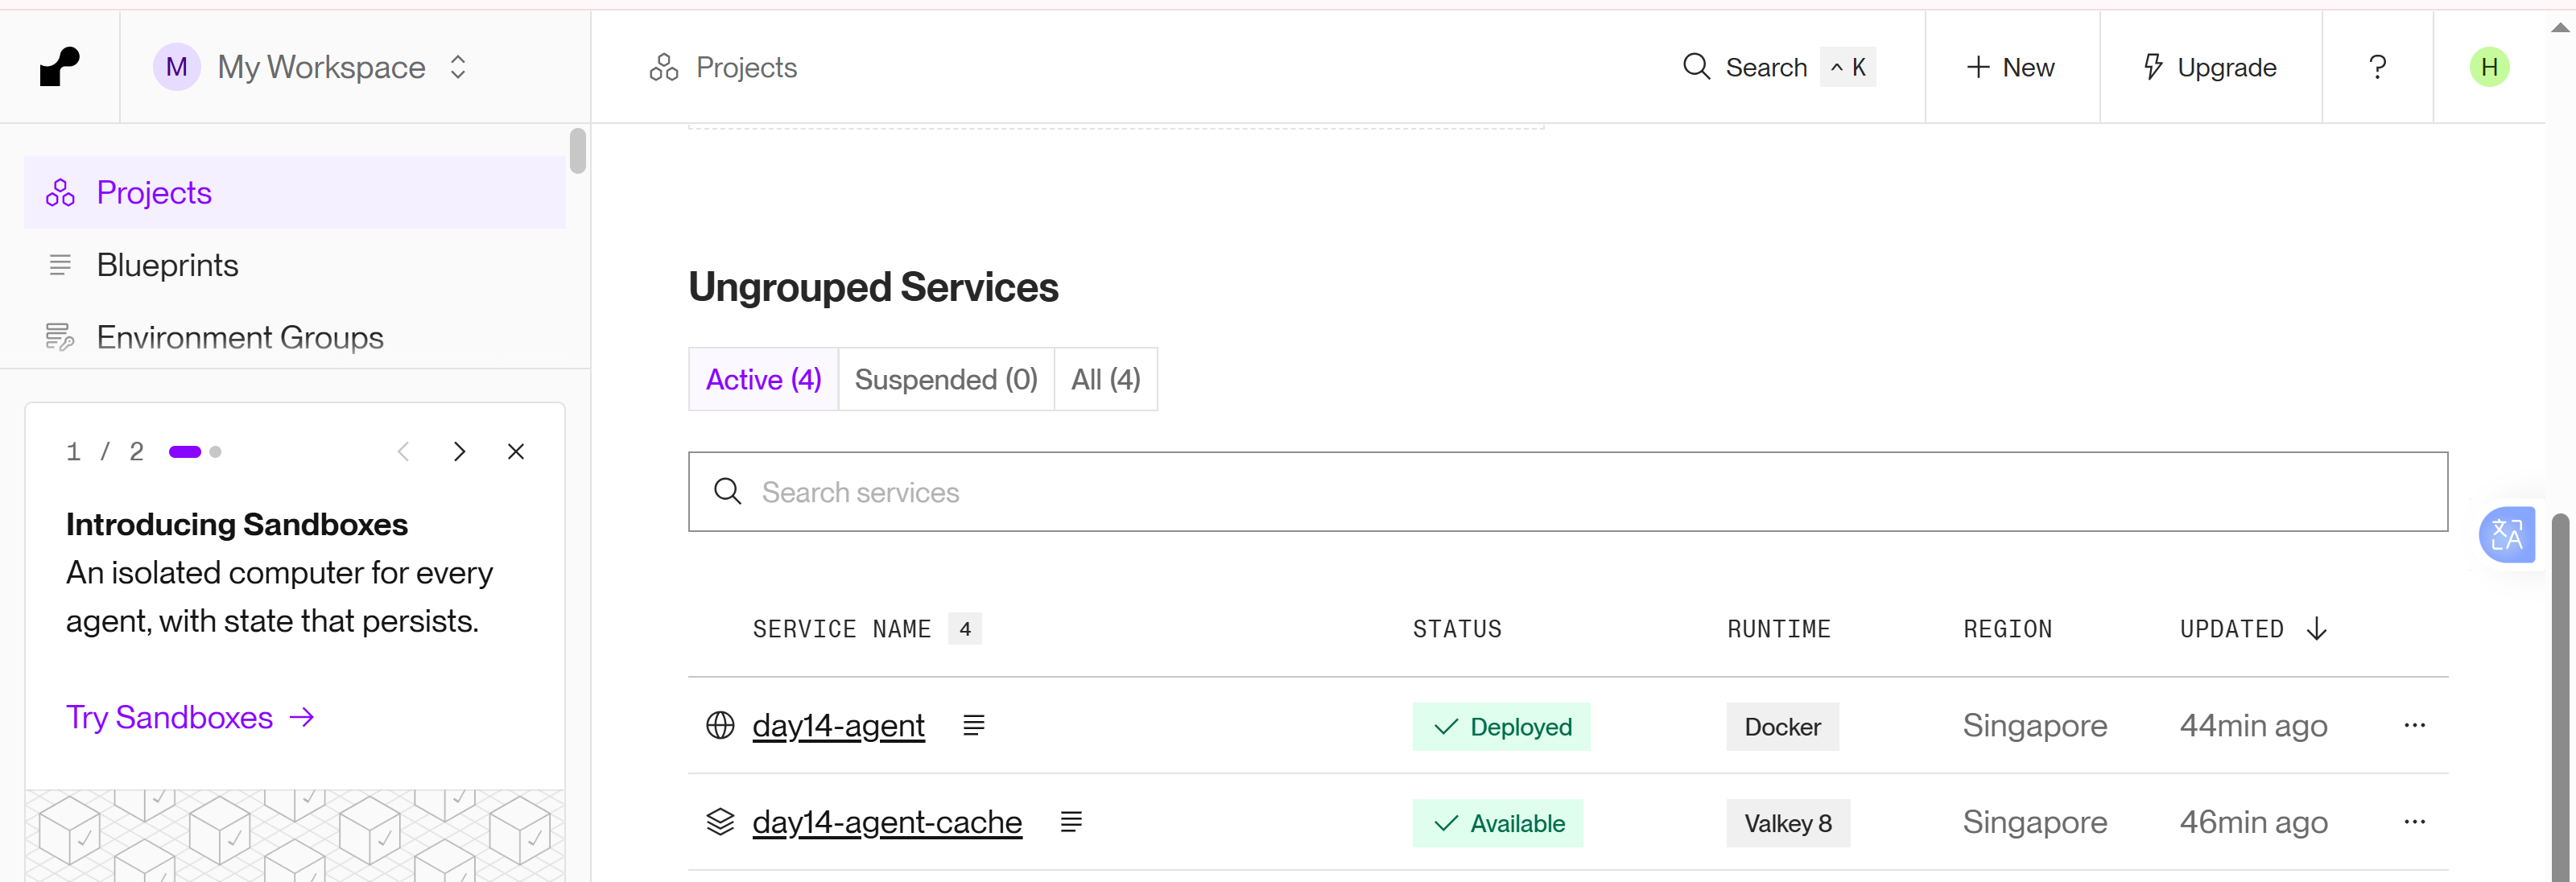 M My Workspace
Projects
Search ^ K
+ New
Upgrade
?
H
Projects
Blueprints
Environment Groups
1 / 2
Introducing Sandboxes
An isolated computer for every
agent, with state that persists.
Try Sandboxes →
Ungrouped Services
Active (4) Suspended (0) All (4)
Search services
SERVICE NAME 4 STATUS RUNTIME REGION UPDATED ↓
day14-agent Deployed Docker Singapore 44min ago ...
day14-agent-cache Available Valkey 8 Singapore 46min ago ...
文A